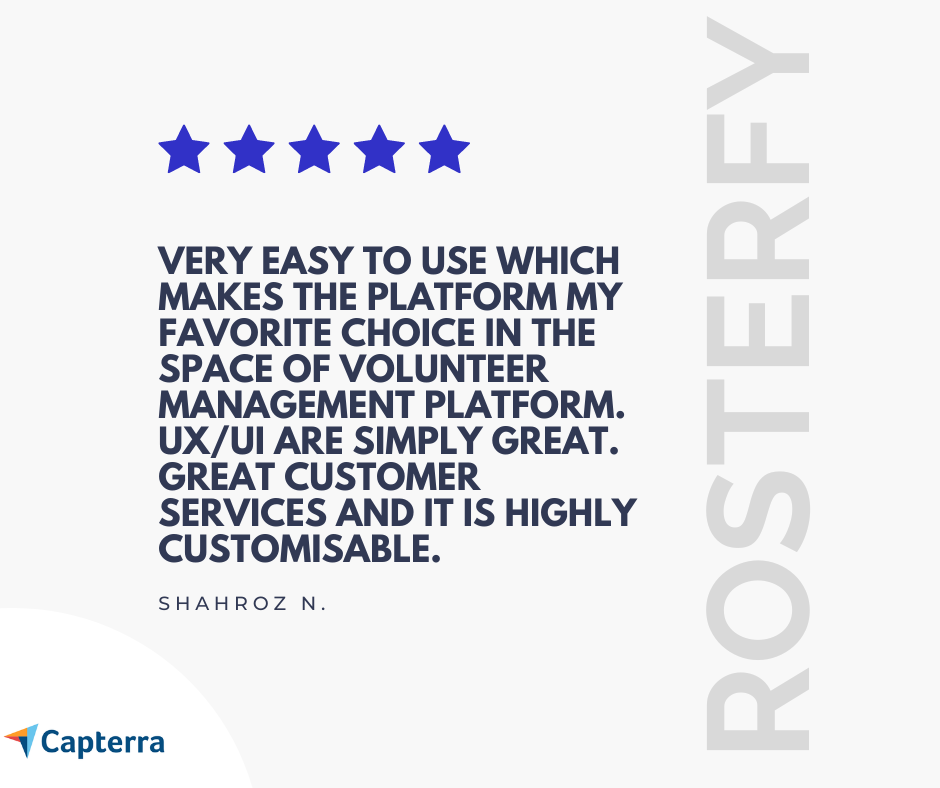 VERY EASY TO USE WHICH
MAKES THE PLATFORM MY
FAVORITE CHOICE IN THE
SPACE OF VOLUNTEER
MANAGEMENT PLATFORM.
UX/UI ARE SIMPLY GREAT.
GREAT CUSTOMER
SERVICES AND IT IS HIGHLY
CUSTOMISABLE.
SHAHROZ N.
Capterra
ROSTERFY